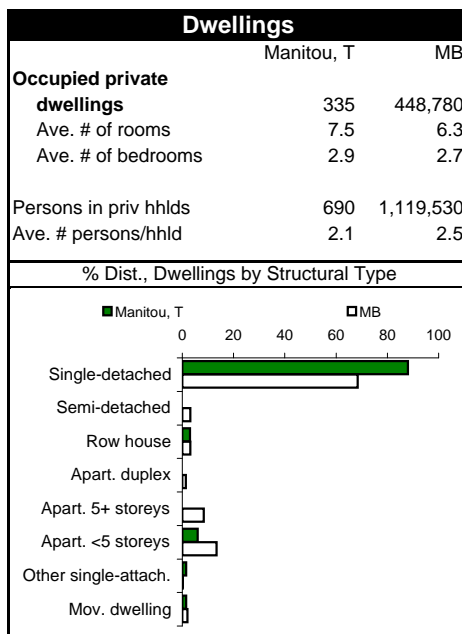 Dwellings
Manitou, T MB
Occupied private
dwellings 335 448,780
Ave. # of rooms 7.5 6.3
Ave. # of bedrooms 2.9 2.7
Persons in priv hhlds 690 1,119,530
Ave. # persons/hhld 2.1 2.5
% Dist., Dwellings by Structural Type
Manitou, T MB
0 20 40 60 80 100
Single-detached
Semi-detached
Row house
Apart. duplex
Apart. 5+ storeys
Apart. <5 storeys
Other single-attach.
Mov. dwelling